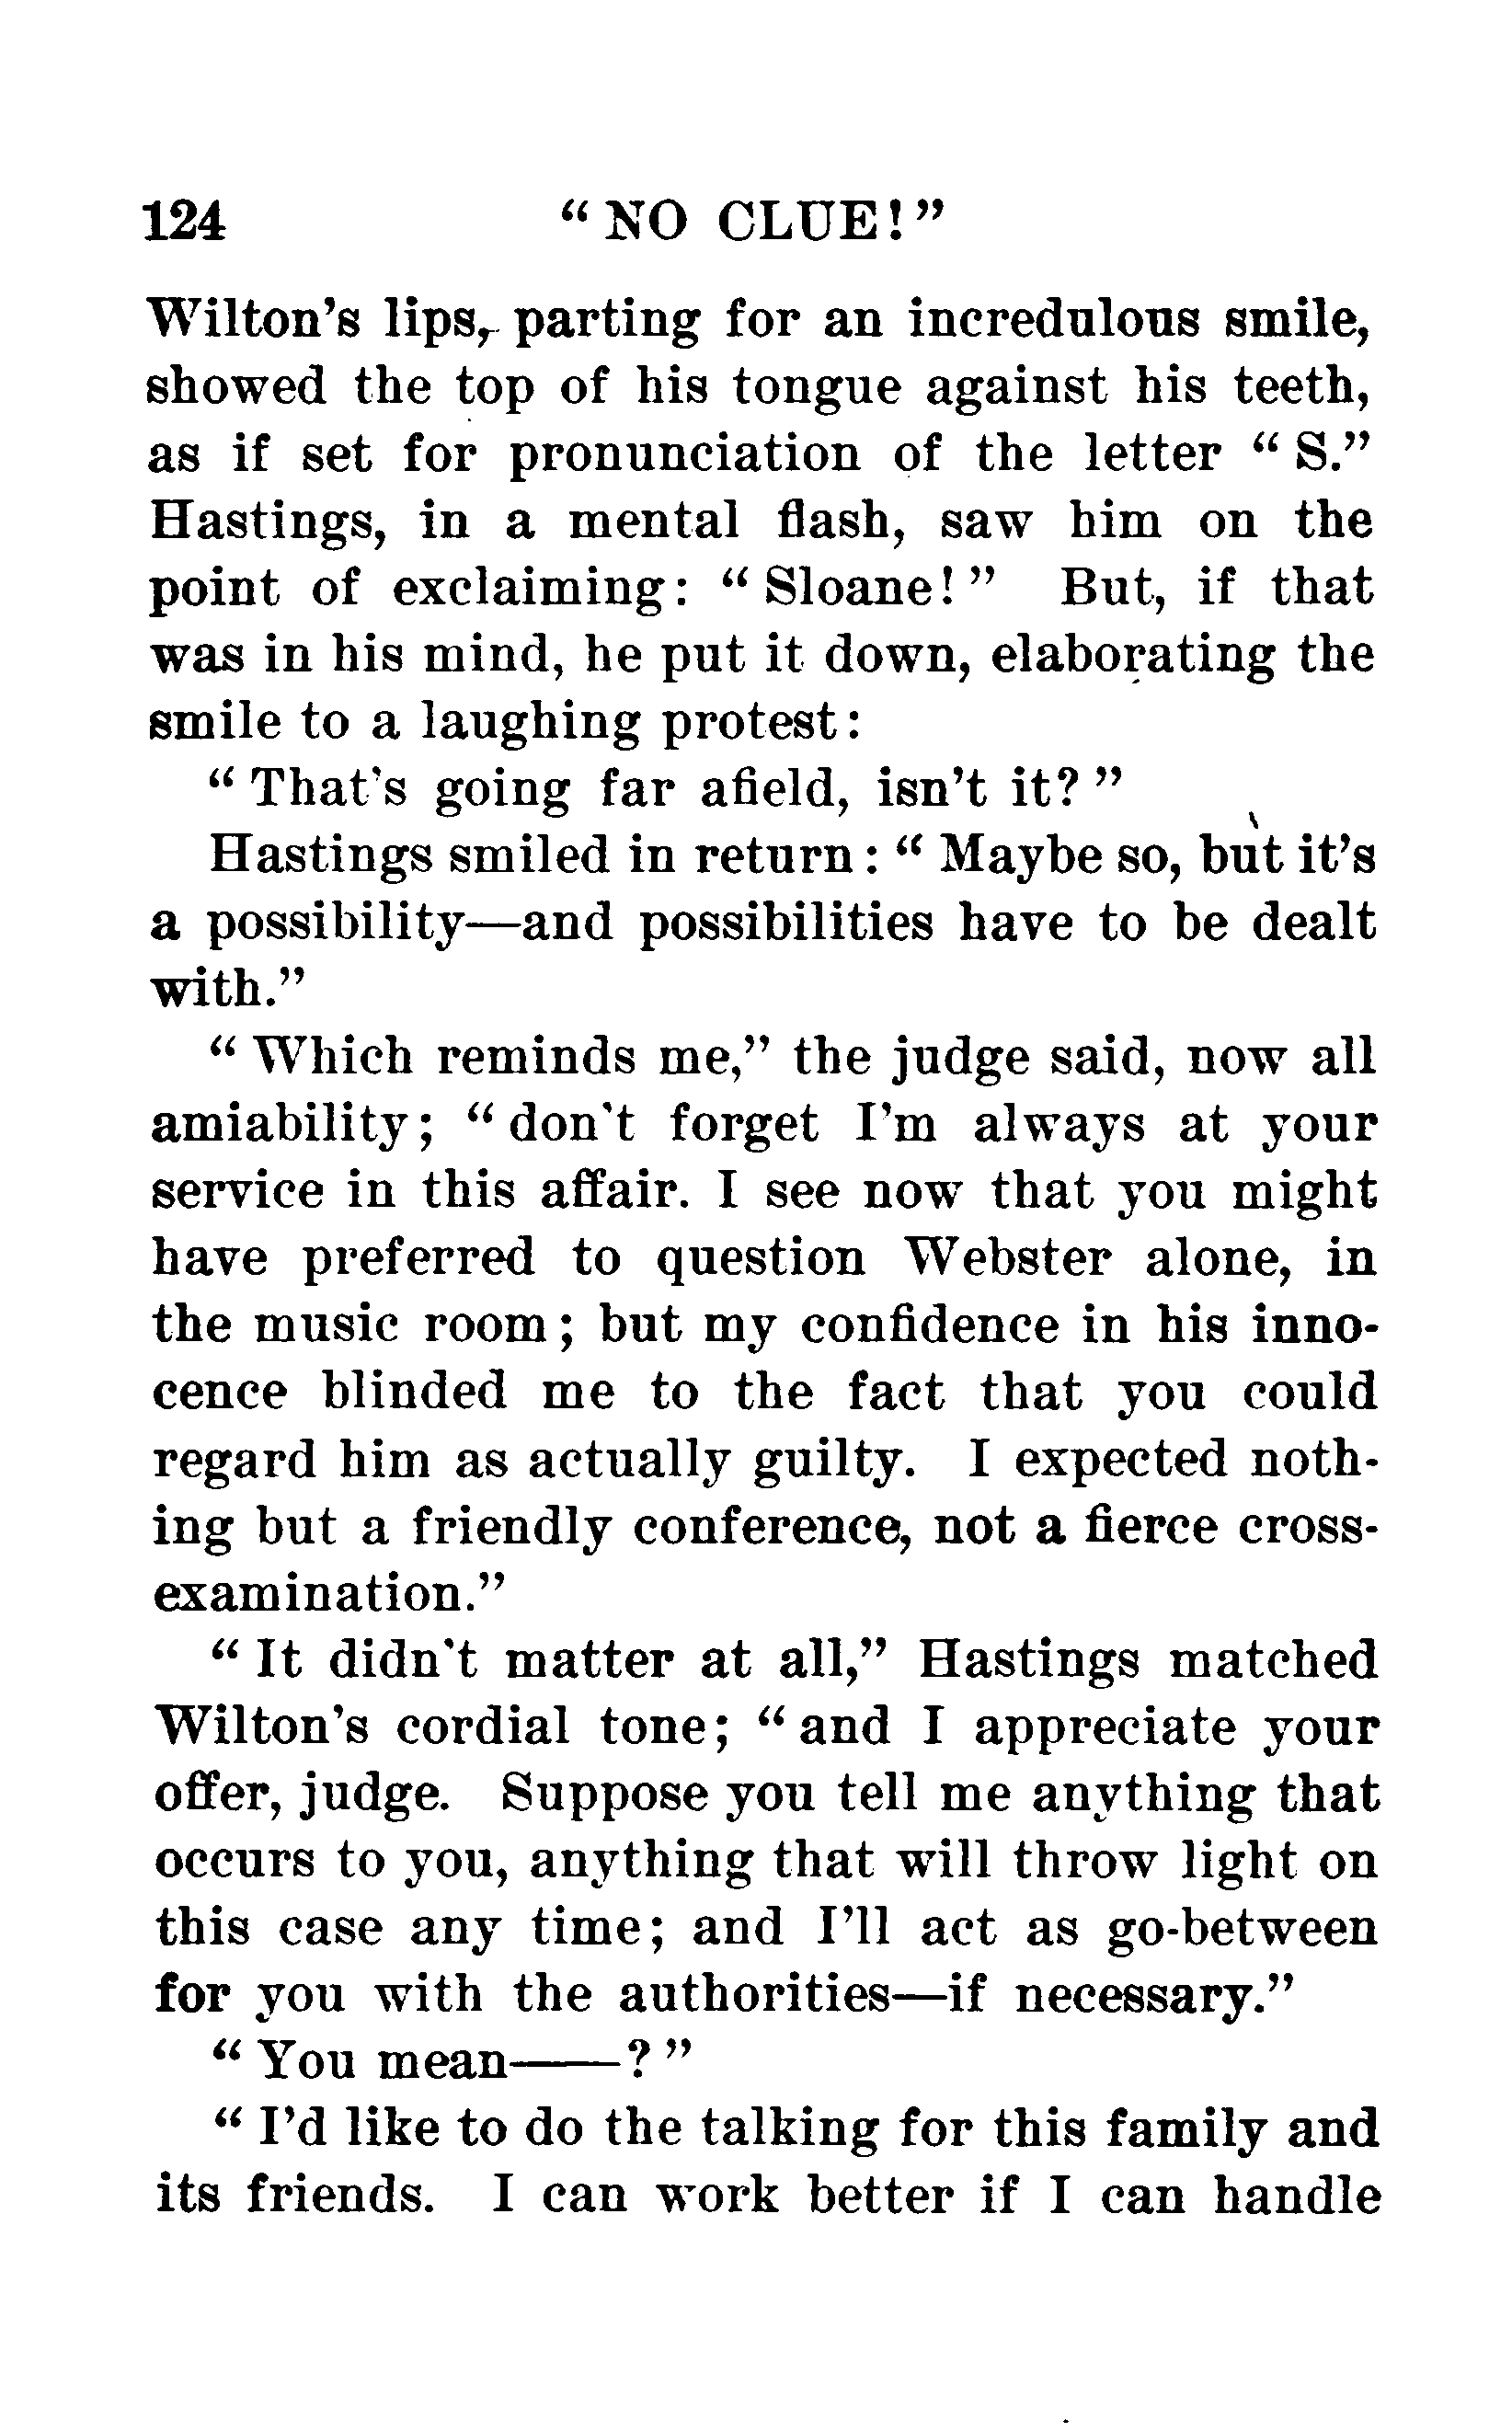 124 “ NO CLUE! ”
Wilton’s lips, parting for an incredulous smile,
showed the top of his tongue against his teeth,
as if set for pronunciation of the letter “ S.”
Hastings, in a mental flash, saw him on the
point of exclaiming: “ Sloane! ” But, if that
was in his mind, he put it down, elaborating the
smile to a laughing protest:
“ That’s going far afield, isn’t it? ”
Hastings smiled in return: “ Maybe so, but it’s
a possibility—and possibilities have to be dealt
with.”
“ Which reminds me,” the judge said, now all
amiability; “ don’t forget I’m always at your
service in this affair. I see now that you might
have preferred to question Webster alone, in
the music room; but my confidence in his inno-
cence blinded me to the fact that you could
regard him as actually guilty. I expected noth-
ing but a friendly conference, not a fierce cross-
examination.”
“ It didn’t matter at all,” Hastings matched
Wilton’s cordial tone; “ and I appreciate your
offer, judge. Suppose you tell me anything that
occurs to you, anything that will throw light on
this case any time; and I’ll act as go-between
for you with the authorities—if necessary.”
“ You mean——? ”
“ I’d like to do the talking for this family and
its friends. I can work better if I can handle